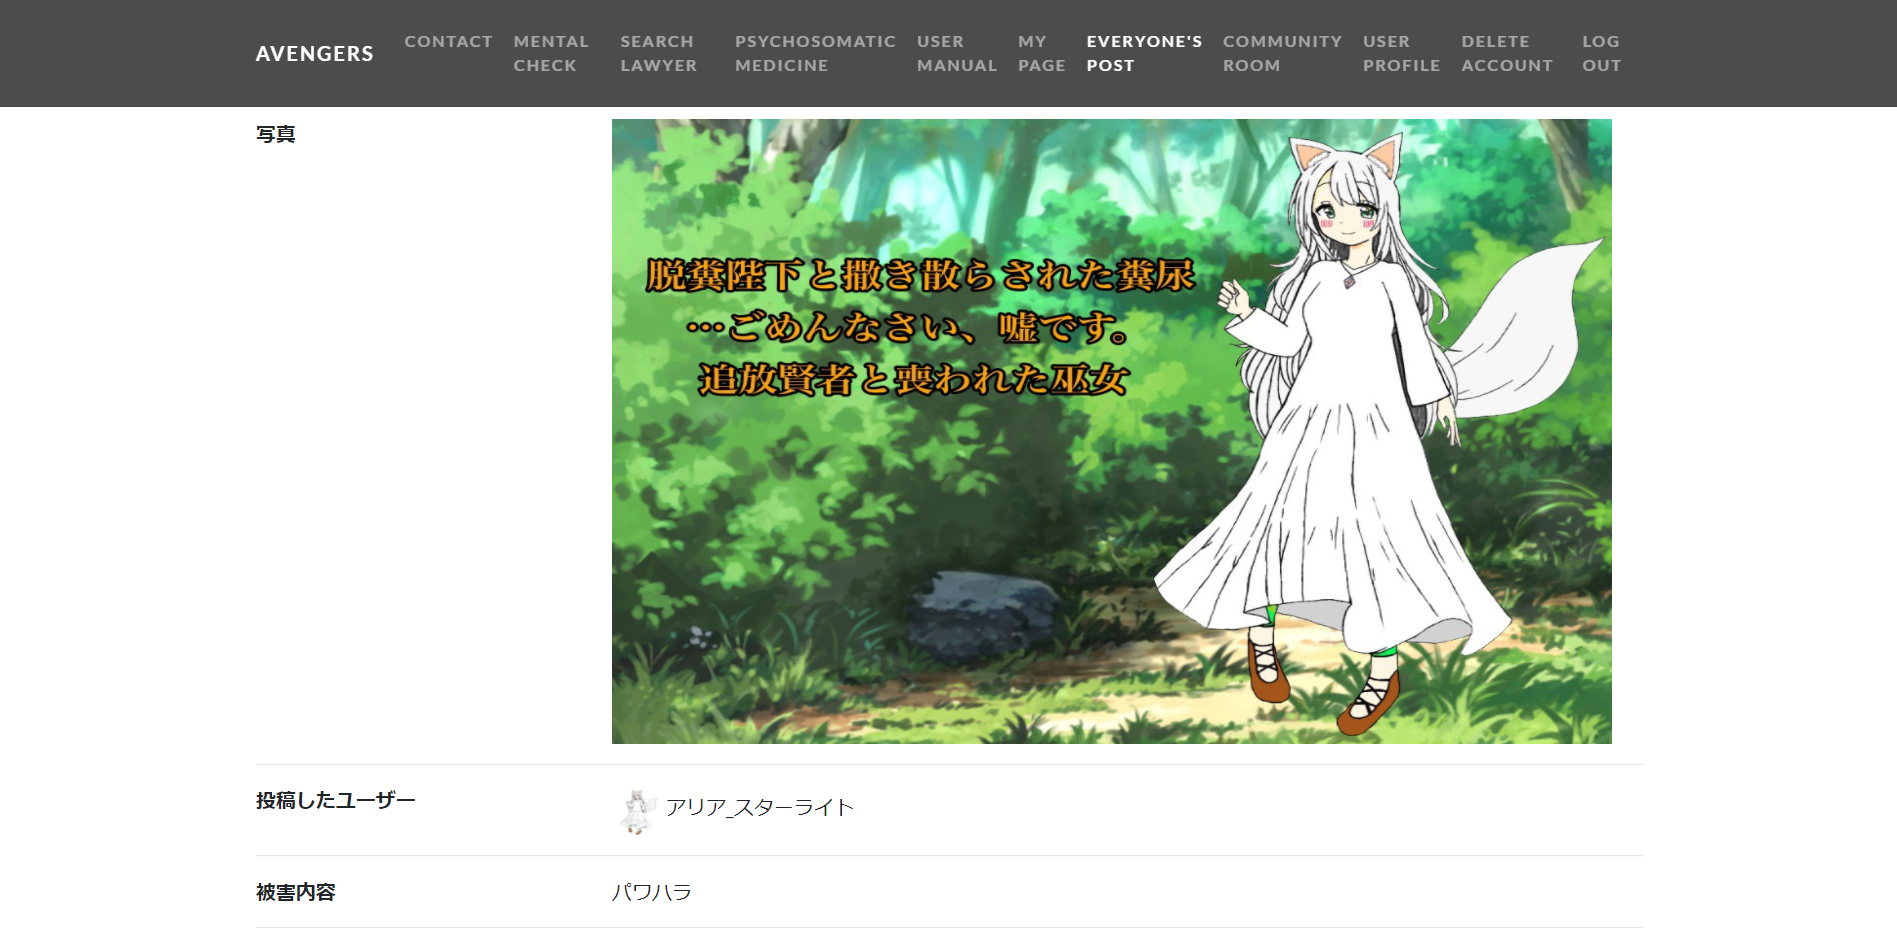 AVENGERS
CONTACT
MENTAL CHECK
SEARCH LAWYER
PSYCHOSOMATIC MEDICINE
USER MANUAL
MY PAGE
EVERYONE'S POST
COMMUNITY ROOM
USER PROFILE
DELETE ACCOUNT
LOG OUT
写真
脱糞陛下と撒き散らされた糞尿
…ごめんなさい、嘘です。
追放賢者と喪われた巫女
投稿したユーザー
アリア_スターライト
被害内容
パワハラ